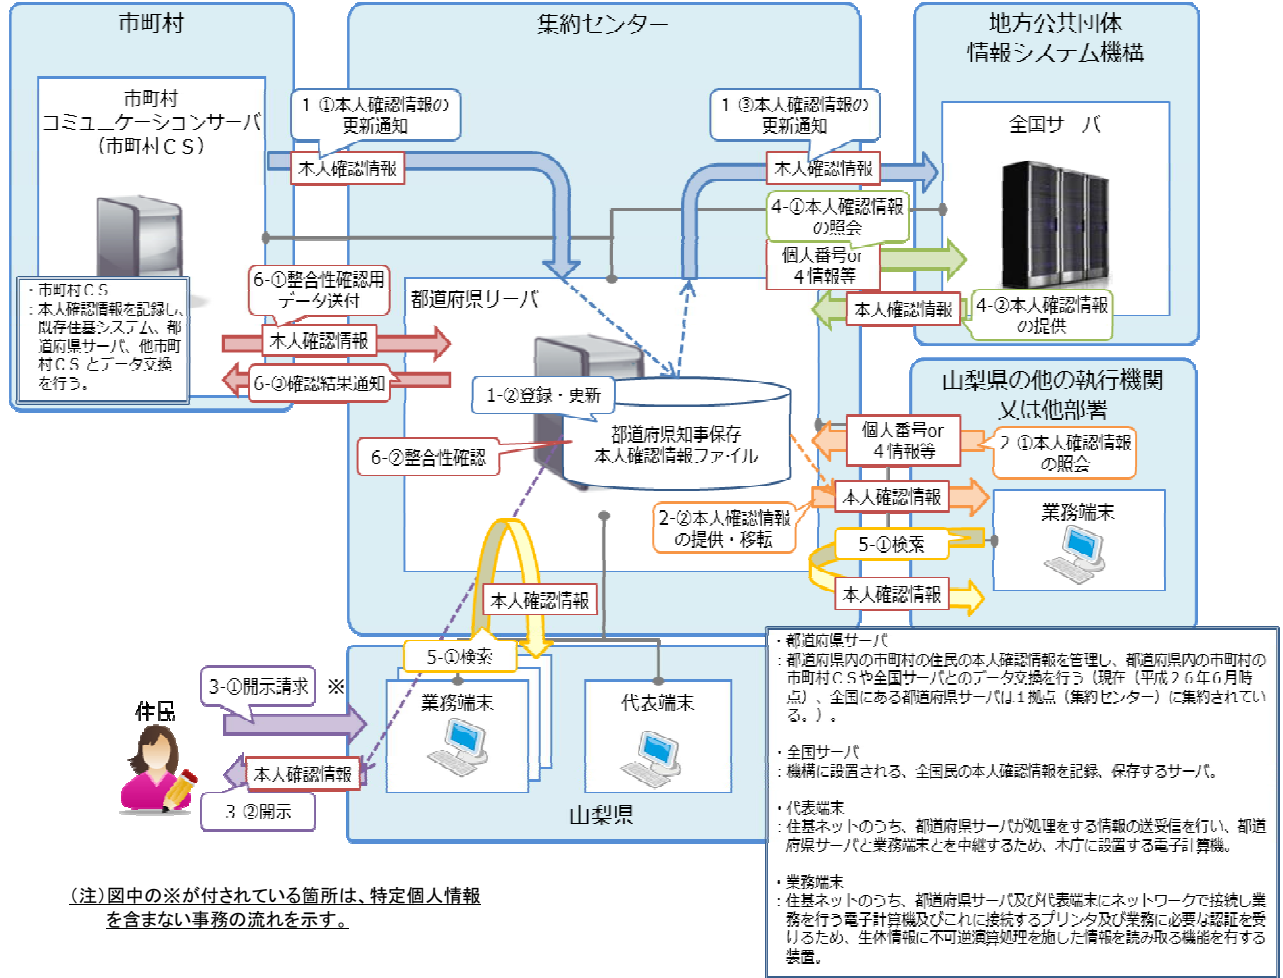 市町村
集約センター
地方公共団体
情報システム機構
市町村
コミュニケーションサーバ
(市町村CS)
1-①本人確認情報の
更新通知
本人確認情報
1-③本人確認情報の
更新通知
本人確認情報
全国サーバ
4-①本人確認情報
の照会
個人番号or
4情報等
本人確認情報
4-②本人確認情報
の提供
・市町村CS
:本人確認情報を記録し、
既存住基システム、都
道府県サーバ、他市町
村CSとデータ交換
を行う。
6-①整合性確認用
データ送付
本人確認情報
6-③確認結果通知
都道府県サーバ
1-②登録・更新
都道府県知事保存
本人確認情報ファイル
6-②整合性確認
山梨県の他の執行機関
又は他部署
個人番号or
4情報等
2-①本人確認情報
の照会
本人確認情報
2-②本人確認情報
の提供・移転
業務端末
5-①検索
本人確認情報
本人確認情報
5-①検索
業務端末
代表端末
山梨県
3-①開示請求
※
住民
本人確認情報
3-②開示
・都道府県サーバ
:都道府県内の市町村の住民の本人確認情報を管理し、都道府県内の市町村の
市町村CSや全国サーバとのデータ交換を行う(現在(平成26年6月時
点)、全国にある都道府県サーバは1拠点(集約センター)に集約されてい
る。)。
・全国サーバ
:機構に設置される、全国民の本人確認情報を記録、保存するサーバ。
・代表端末
:住基ネットのうち、都道府県サーバが処理をする情報の送受信を行い、都道
府県サーバと業務端末とを中継するため、本庁に設置する電子計算機。
・業務端末
:住基ネットのうち、都道府県サーバ及び代表端末にネットワークで接続し業
務を行う電子計算機及びこれに接続するプリンタ及び業務に必要な認証を受
けるため、生体情報に不可逆演算処理を施した情報を読み取る機能を有する
装置。
(注)図中の※が付されている箇所は、特定個人情報
を含まない事務の流れを示す。